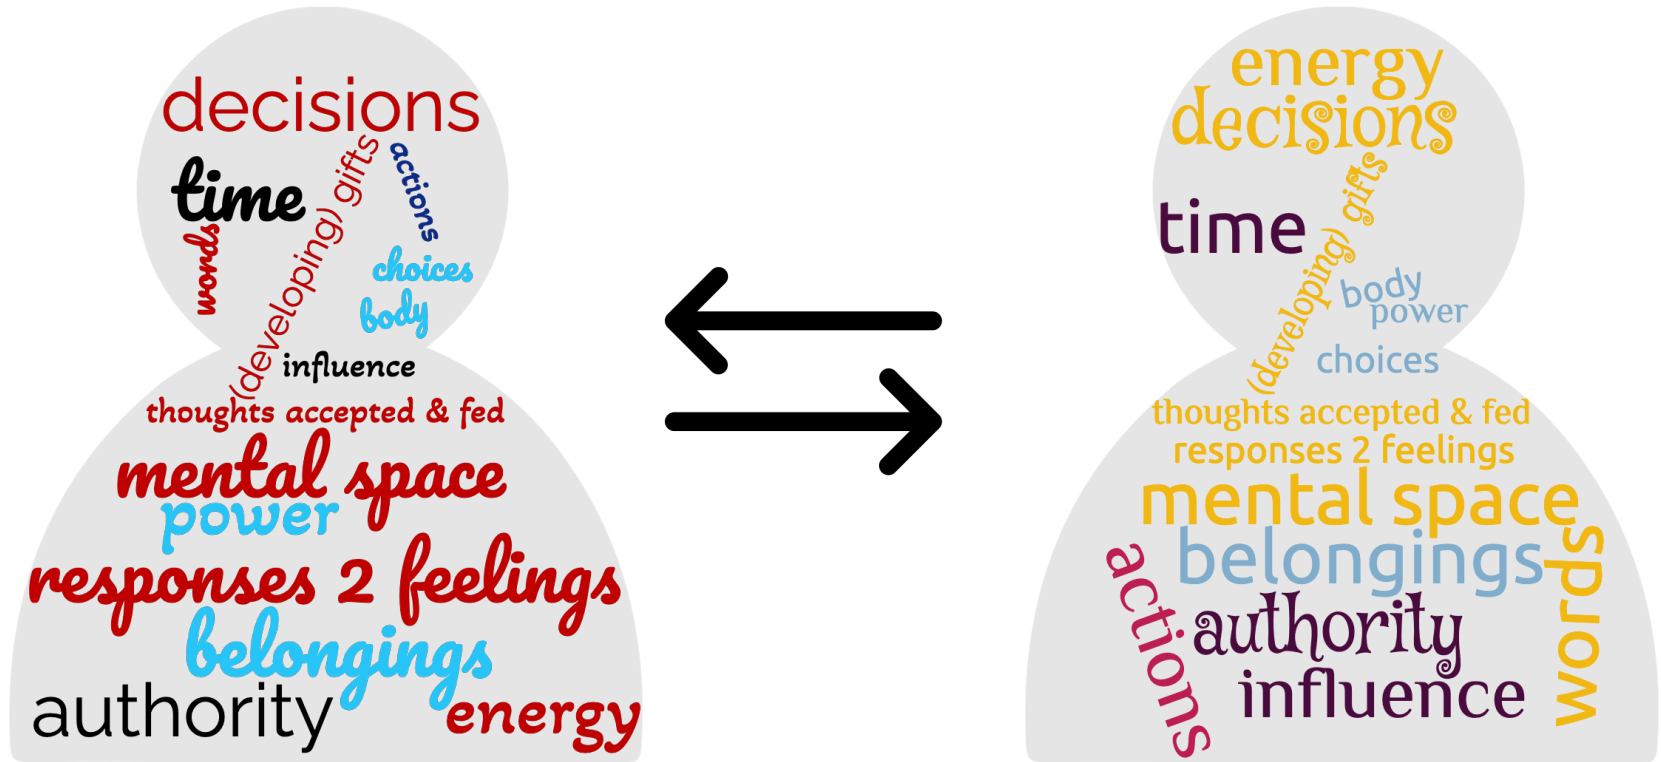 decisions
time
words
(developing) gifts
actions
choices
body
influence
thoughts accepted & fed
mental space
power
responses 2 feelings
belongings
authority
energy
energy
decisions
time
(developing) gifts
body
power
choices
thoughts accepted & fed
responses 2 feelings
mental space
belongings
actions
authority
influence
words